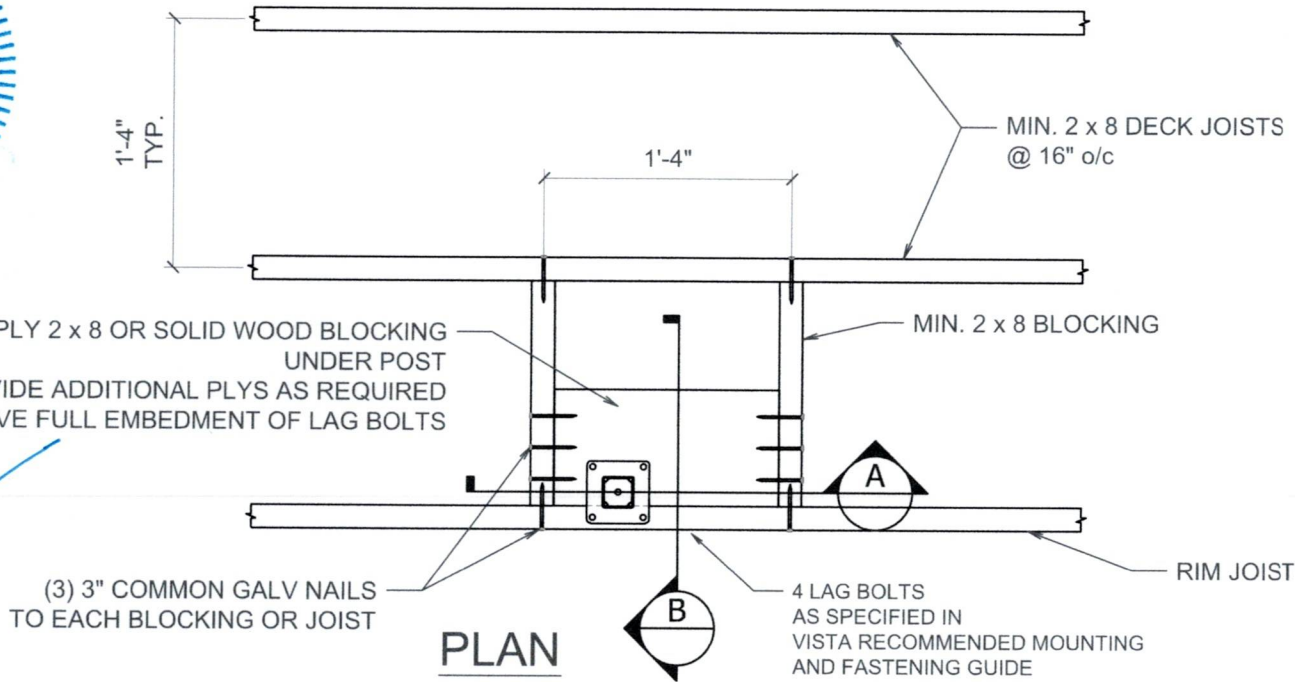 1'-4"
TYP.
1'-4"
MIN. 2 x 8 DECK JOISTS
@ 16" o/c
PLY 2 x 8 OR SOLID WOOD BLOCKING
UNDER POST
VIDE ADDITIONAL PLYS AS REQUIRED
VE FULL EMBEDMENT OF LAG BOLTS
MIN. 2 x 8 BLOCKING
A
(3) 3" COMMON GALV NAILS
TO EACH BLOCKING OR JOIST
RIM JOIST
4 LAG BOLTS
AS SPECIFIED IN
VISTA RECOMMENDED MOUNTING
AND FASTENING GUIDE
B
PLAN